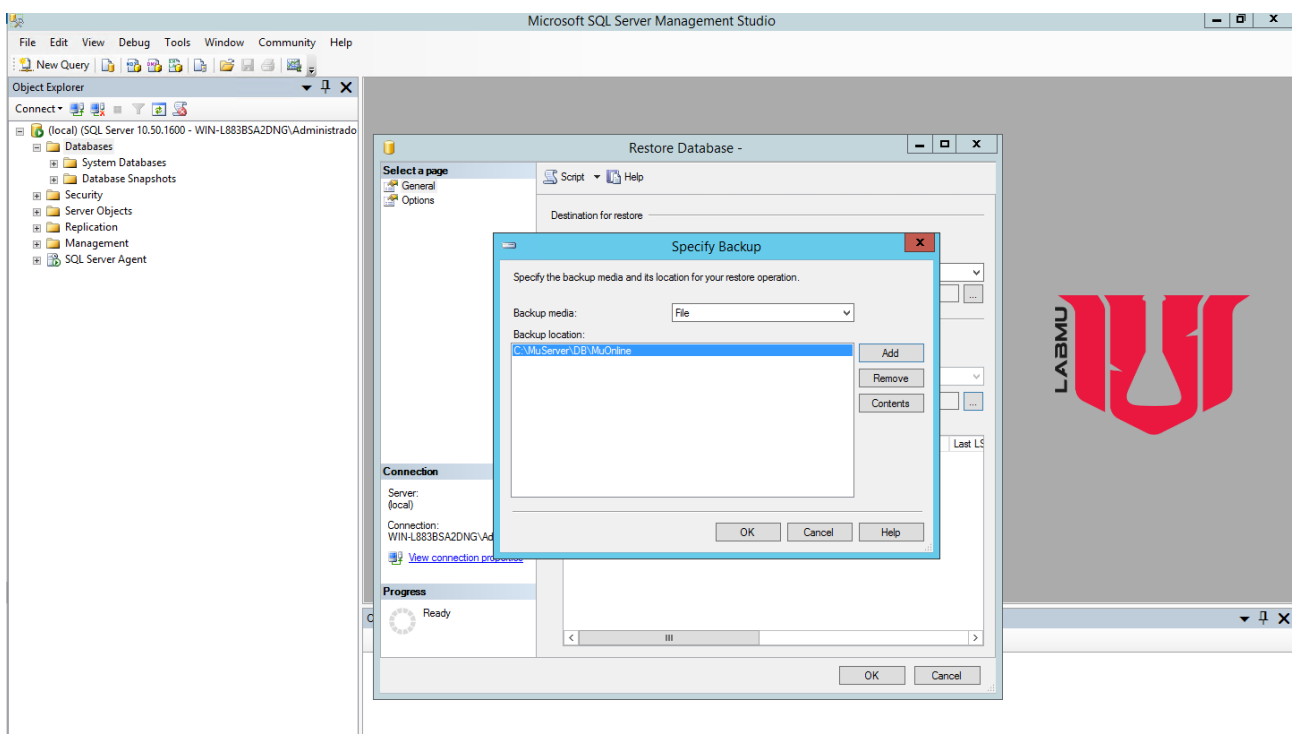 Microsoft SQL Server Management Studio
File Edit View Debug Tools Window Community Help
New Query
Object Explorer
Connect
(local) (SQL Server 10.50.1600 - WIN-L883BSA2DNG\Administrado
Databases
System Databases
Database Snapshots
Security
Server Objects
Replication
Management
SQL Server Agent
Restore Database -
Select a page
General
Options
Script Help
Destination for restore
Specify Backup
Specify the backup media and its location for your restore operation.
Backup media: File
Backup location:
C:\MuServer\DB\MuOnline
Add
Remove
Contents
OK Cancel Help
Last LS
Connection
Server:
(local)
Connection:
WIN-L883BSA2DNG\Ad
View connection properties
Progress
Ready
OK Cancel
LABMU